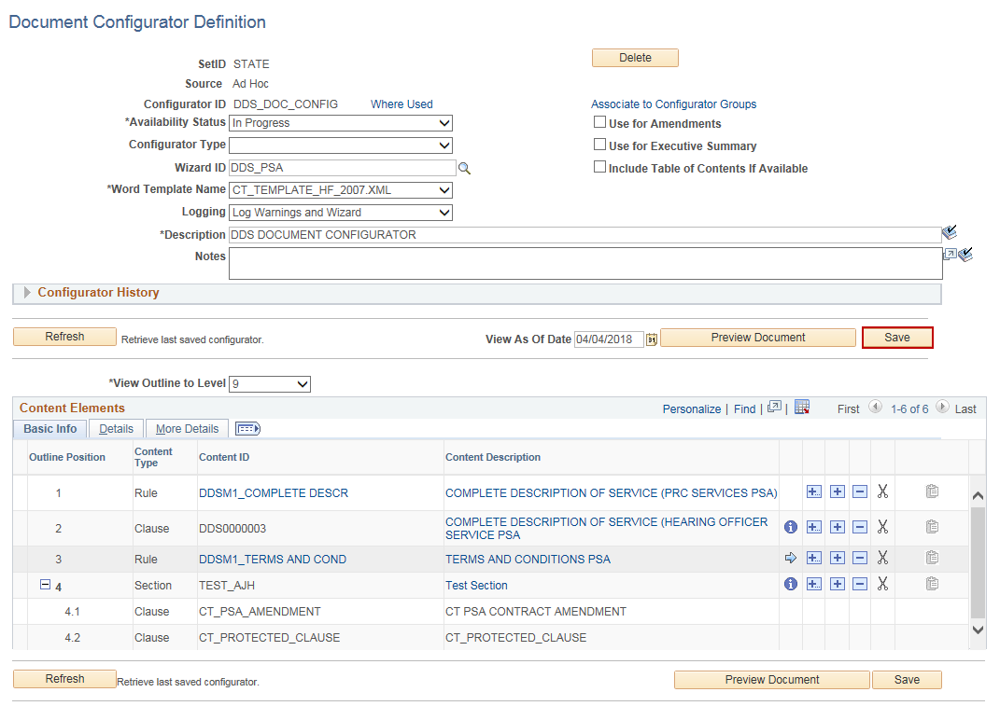 Document Configurator Definition
SetID STATE
Delete
Source Ad Hoc
Configurator ID DDS_DOC_CONFIG Where Used
Associate to Configurator Groups
*Availability Status In Progress
Use for Amendments
Configurator Type
Use for Executive Summary
Wizard ID DDS_PSA
Include Table of Contents If Available
*Word Template Name CT_TEMPLATE_HF_2007.XML
Logging Log Warnings and Wizard
*Description DDS DOCUMENT CONFIGURATOR
Notes
Configurator History
Refresh Retrieve last saved configurator.
View As Of Date 04/04/2018 31 Preview Document Save
*View Outline to Level 9
Content Elements
Personalize | Find | | First 1-6 of 6 Last
Basic Info Details More Details
Outline Position Content Type Content ID Content Description
1 Rule DDSM1_COMPLETE DESCR COMPLETE DESCRIPTION OF SERVICE (PRC SERVICES PSA)
2 Clause DDS0000003 COMPLETE DESCRIPTION OF SERVICE (HEARING OFFICER
SERVICE PSA
3 Rule DDSM1_TERMS AND COND TERMS AND CONDITIONS PSA
4 Section TEST_AJH Test Section
4.1 Clause CT_PSA_AMENDMENT CT PSA CONTRACT AMENDMENT
4.2 Clause CT_PROTECTED_CLAUSE CT_PROTECTED_CLAUSE
Refresh Retrieve last saved configurator.
Preview Document Save